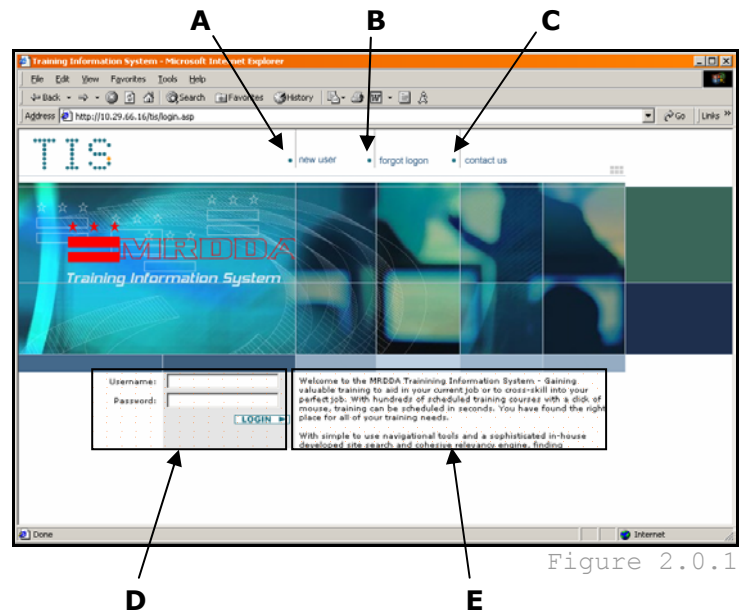 A B C
Training Information System - Microsoft Internet Explorer
File Edit View Favorites Tools Help
Back Search Favorites History
Address http://10.29.66.16/tis/login.asp Go Links »
TIS
new user forgot logon contact us
MRDDA
Training Information System
Username:
Password:
LOGIN
Welcome to the MRDDA Trainining Information System - Gaining
valuable training to aid in your current job or to cross-skill into your
perfect job. With hundreds of scheduled training courses with a click of
mouse, training can be scheduled in seconds. You have found the right
place for all of your training needs.
With simple to use navigational tools and a sophisticated in-house
developed site search and cohesive relevancy engine, finding
Done Internet
Figure 2.0.1
D E